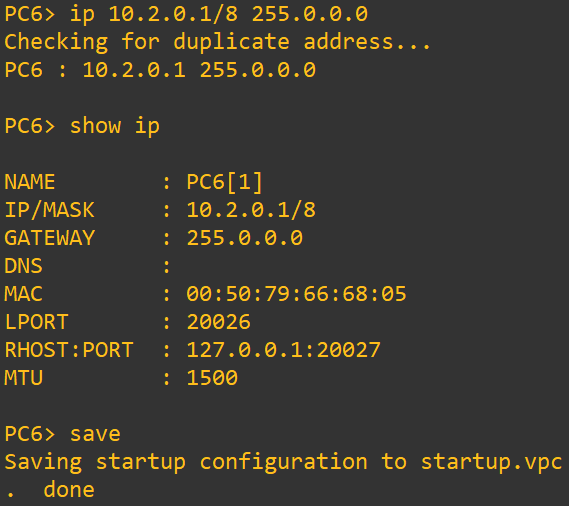 PC6> ip 10.2.0.1/8 255.0.0.0
Checking for duplicate address...
PC6 : 10.2.0.1 255.0.0.0
PC6> show ip
NAME        : PC6[1]
IP/MASK     : 10.2.0.1/8
GATEWAY     : 255.0.0.0
DNS         :
MAC         : 00:50:79:66:68:05
LPORT       : 20026
RHOST:PORT  : 127.0.0.1:20027
MTU         : 1500
PC6> save
Saving startup configuration to startup.vpc
.  done